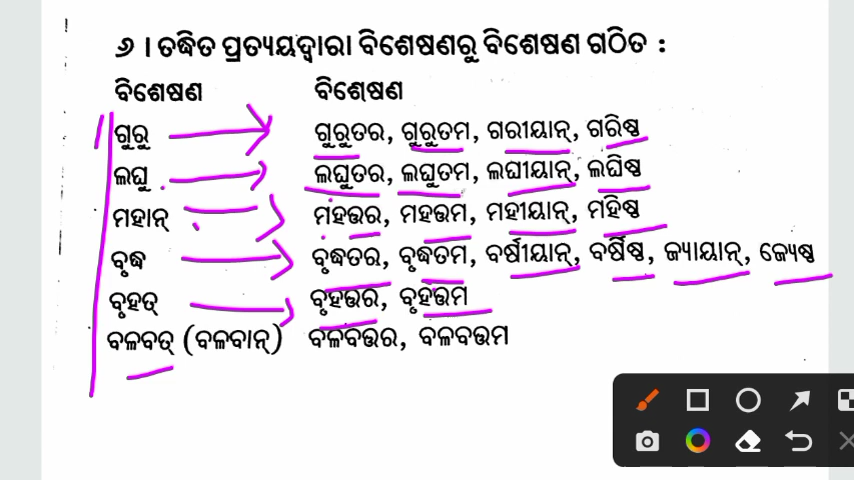 ୬ । ତଦ୍ଧିତ ପ୍ରତ୍ୟୟଦ୍ୱାରା ବିଶେଷଣରୁ ବିଶେଷଣ ଗଠିତ :
ବିଶେଷଣ ବିଶେଷଣ
ଗୁରୁ ଗୁରୁତର, ଗୁରୁତମ, ଗରୀୟାନ୍, ଗରିଷ୍ଠ
ଲଘୁ ଲଘୁତର, ଲଘୁତମ, ଲଘୀୟାନ୍, ଲଘିଷ୍ଠ
ମହାନ୍ ମହତ୍ତର, ମହତ୍ତମ, ମହୀୟାନ୍, ମହିଷ୍ଠ
ବୃଦ୍ଧ ବୃଦ୍ଧତର, ବୃଦ୍ଧତମ, ବର୍ଷୀୟାନ୍, ବର୍ଷିଷ୍ଠ, ଜ୍ୟାୟାନ୍, ଜ୍ୟେଷ୍ଠ
ବୃହତ୍ ବୃହତ୍ତର, ବୃହତ୍ତମ
ବଳବତ୍ (ବଳବାନ୍) ବଳବତ୍ତର, ବଳବତ୍ତମ